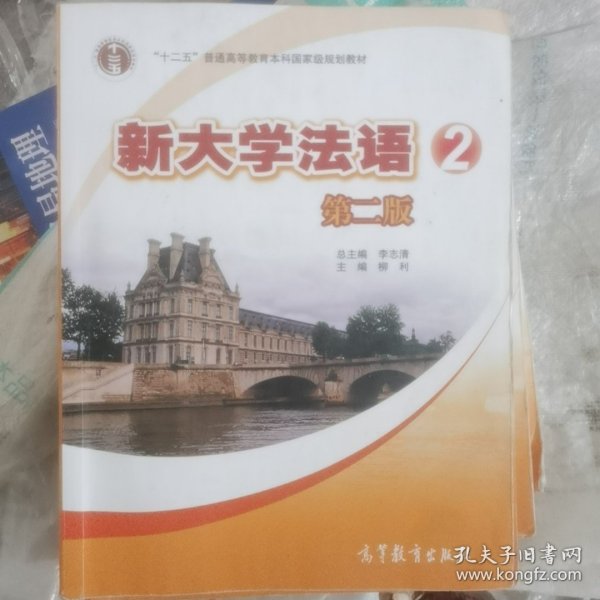 “十二五”普通高等教育本科国家级规划教材
新大学法语 2
第二版
总主编 李志清
主编 柳利
高等教育出版
孔夫子旧书网
www.kongfz.com